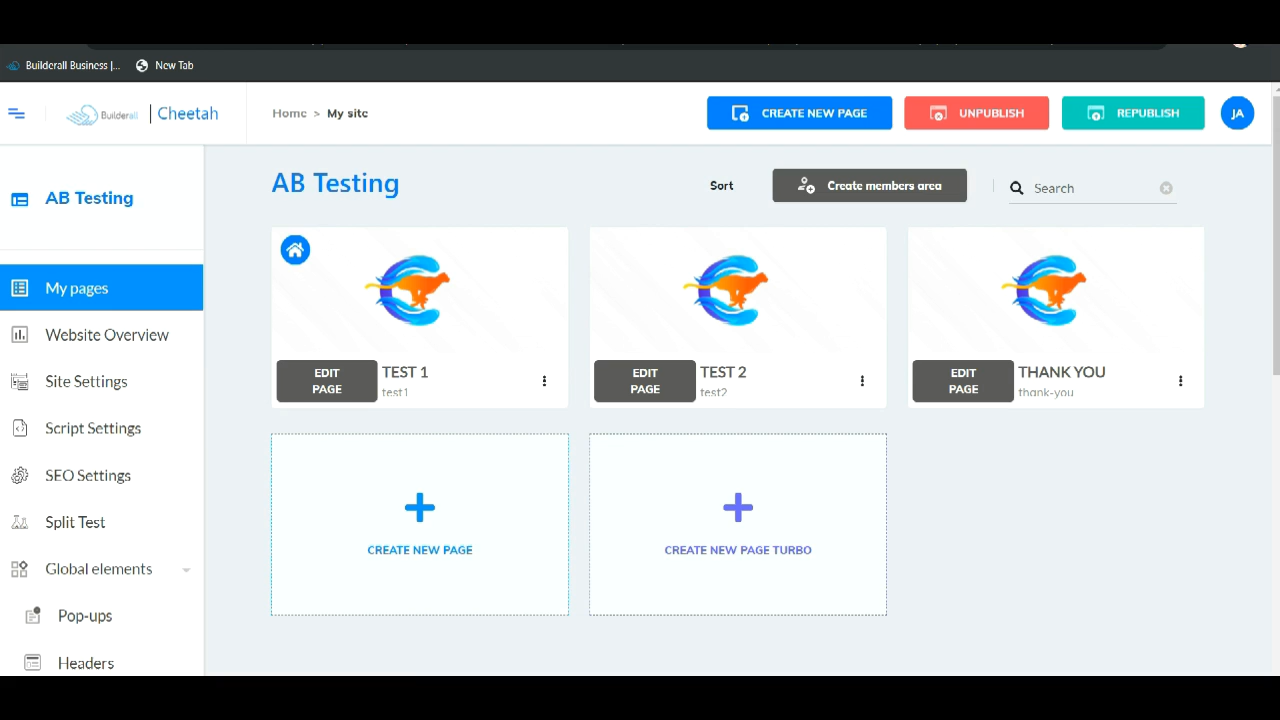 Builderall Business |...
New Tab
Builderall | Cheetah
Home > My site
CREATE NEW PAGE
UNPUBLISH
REPUBLISH
JA
AB Testing
My pages
Website Overview
Site Settings
Script Settings
SEO Settings
Split Test
Global elements
Pop-ups
Headers
AB Testing
Sort
Create members area
Search
EDIT
PAGE
TEST 1
test1
EDIT
PAGE
TEST 2
test2
EDIT
PAGE
THANK YOU
thank-you
CREATE NEW PAGE
CREATE NEW PAGE TURBO